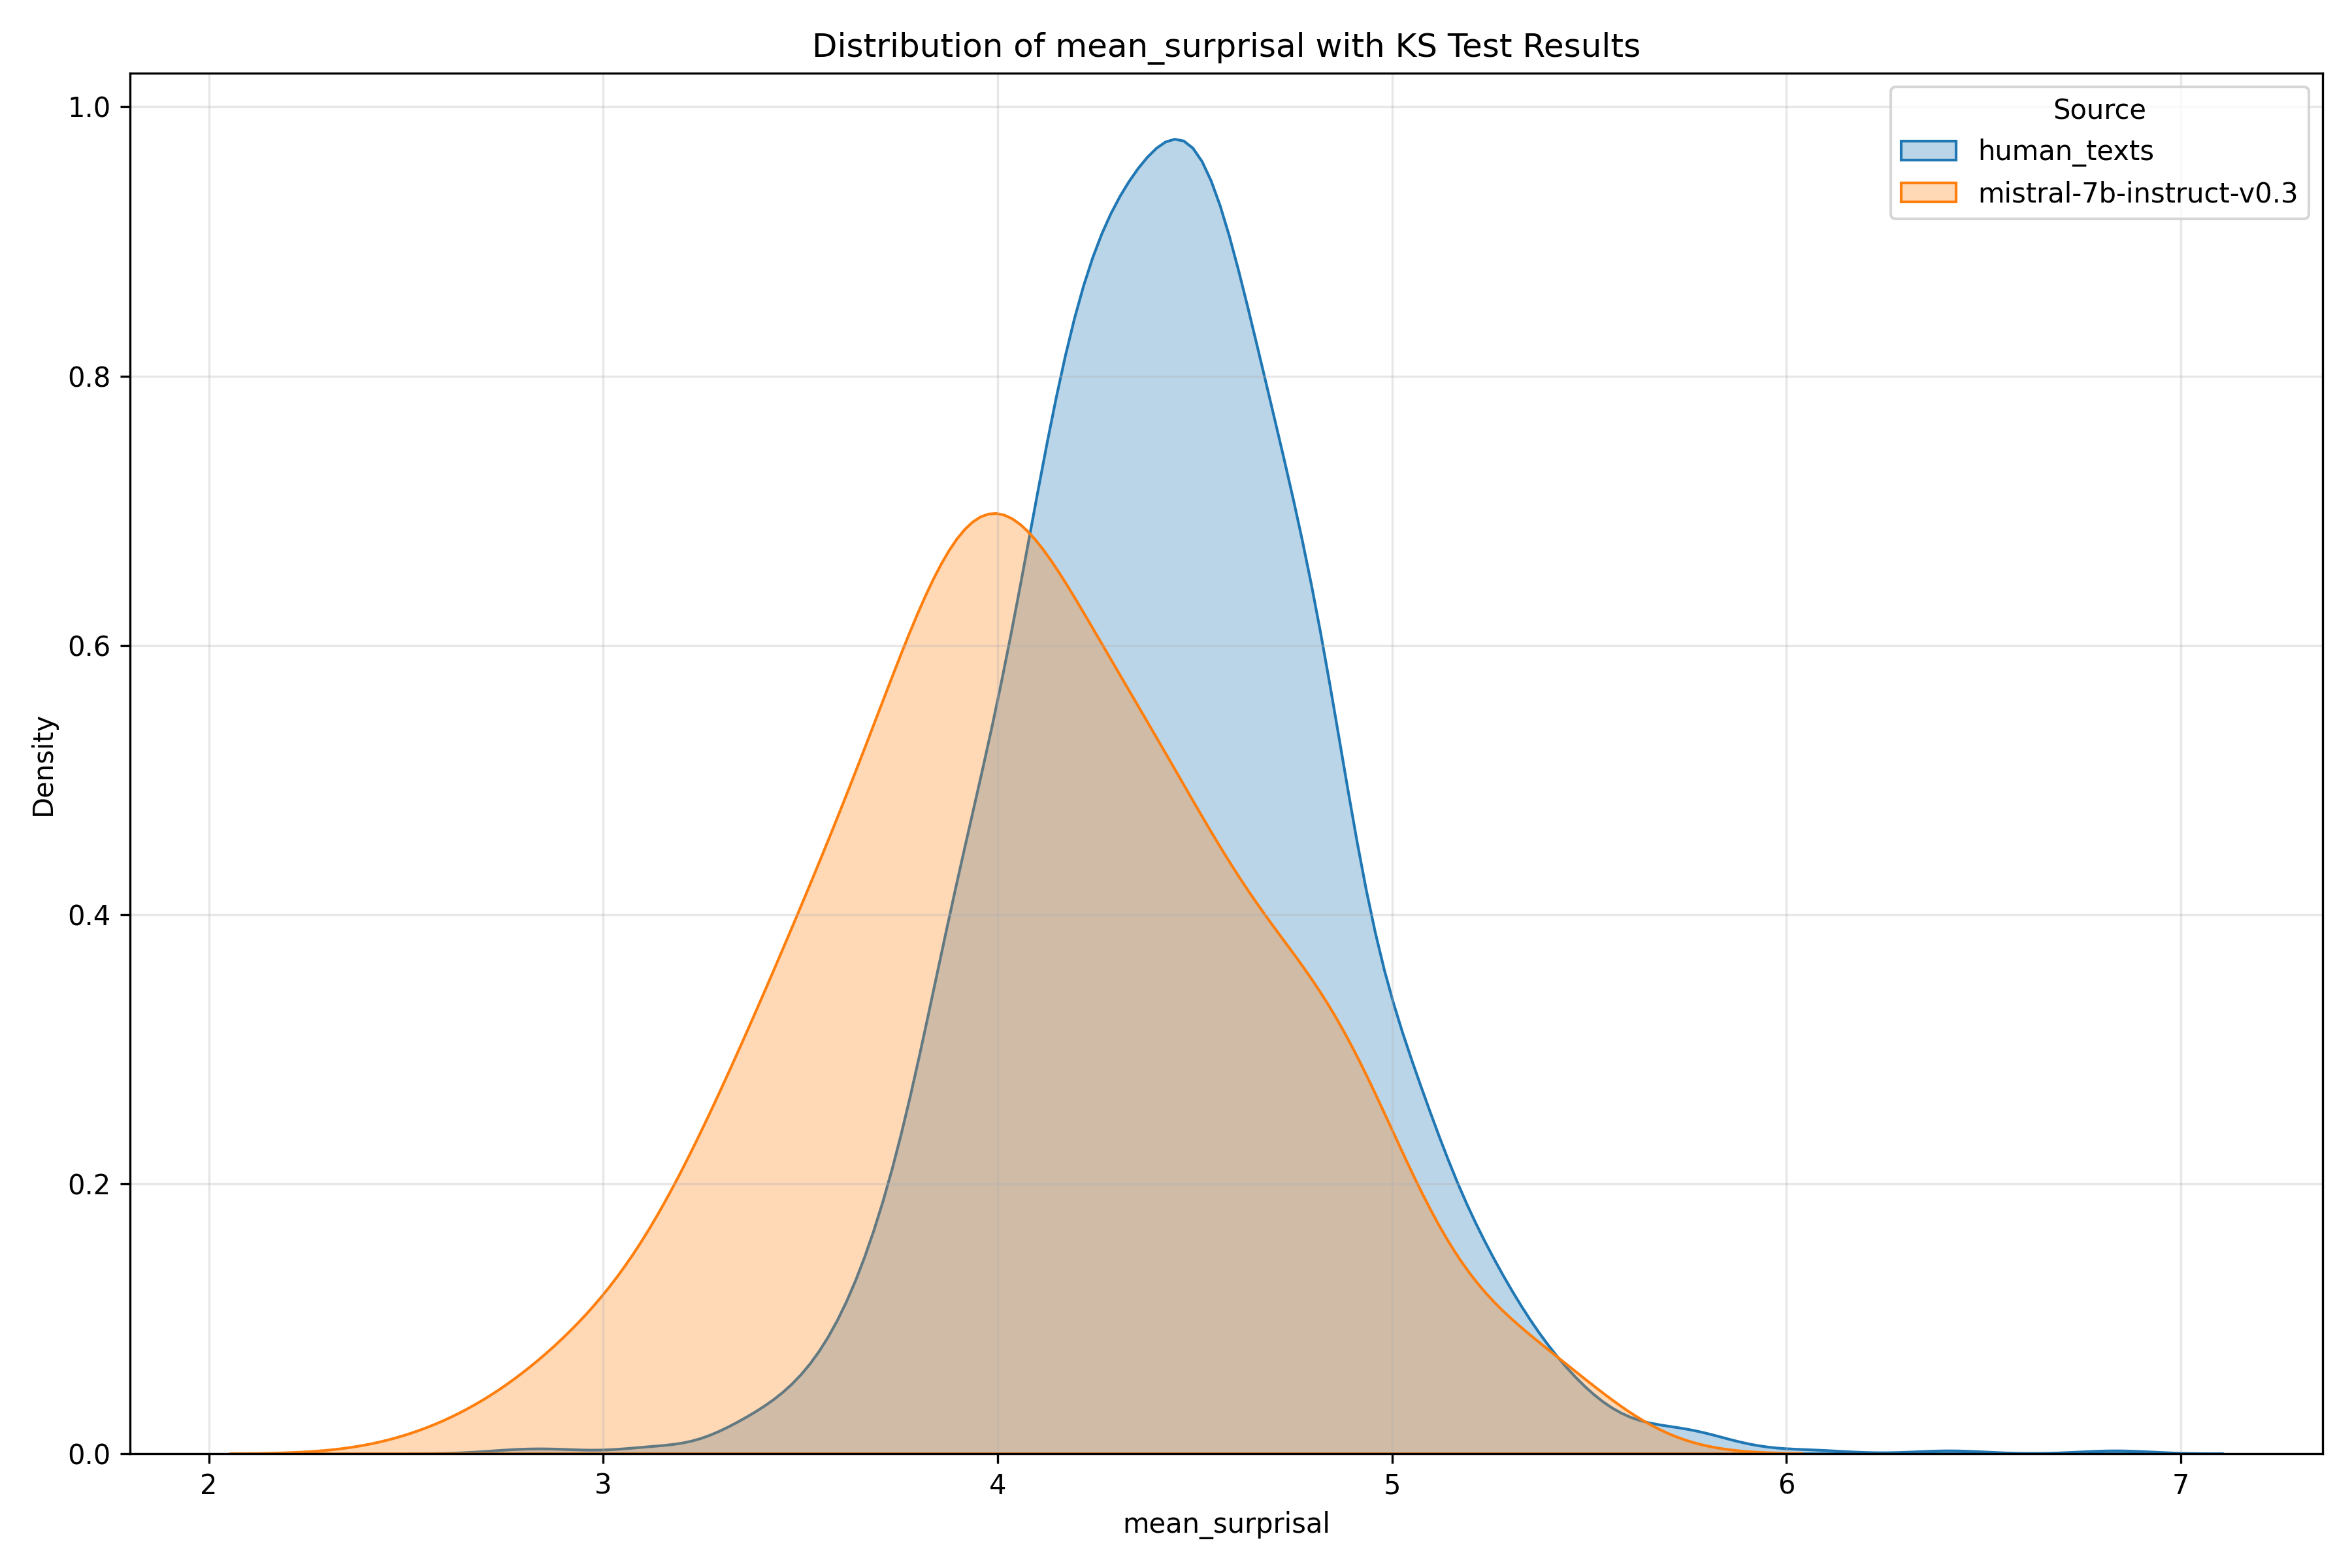 Distribution of mean_surprisal with KS Test Results
Source
human_texts
mistral-7b-instruct-v0.3
Density
1.0
0.8
0.6
0.4
0.2
0.0
2 3 4 5 6 7
mean_surprisal